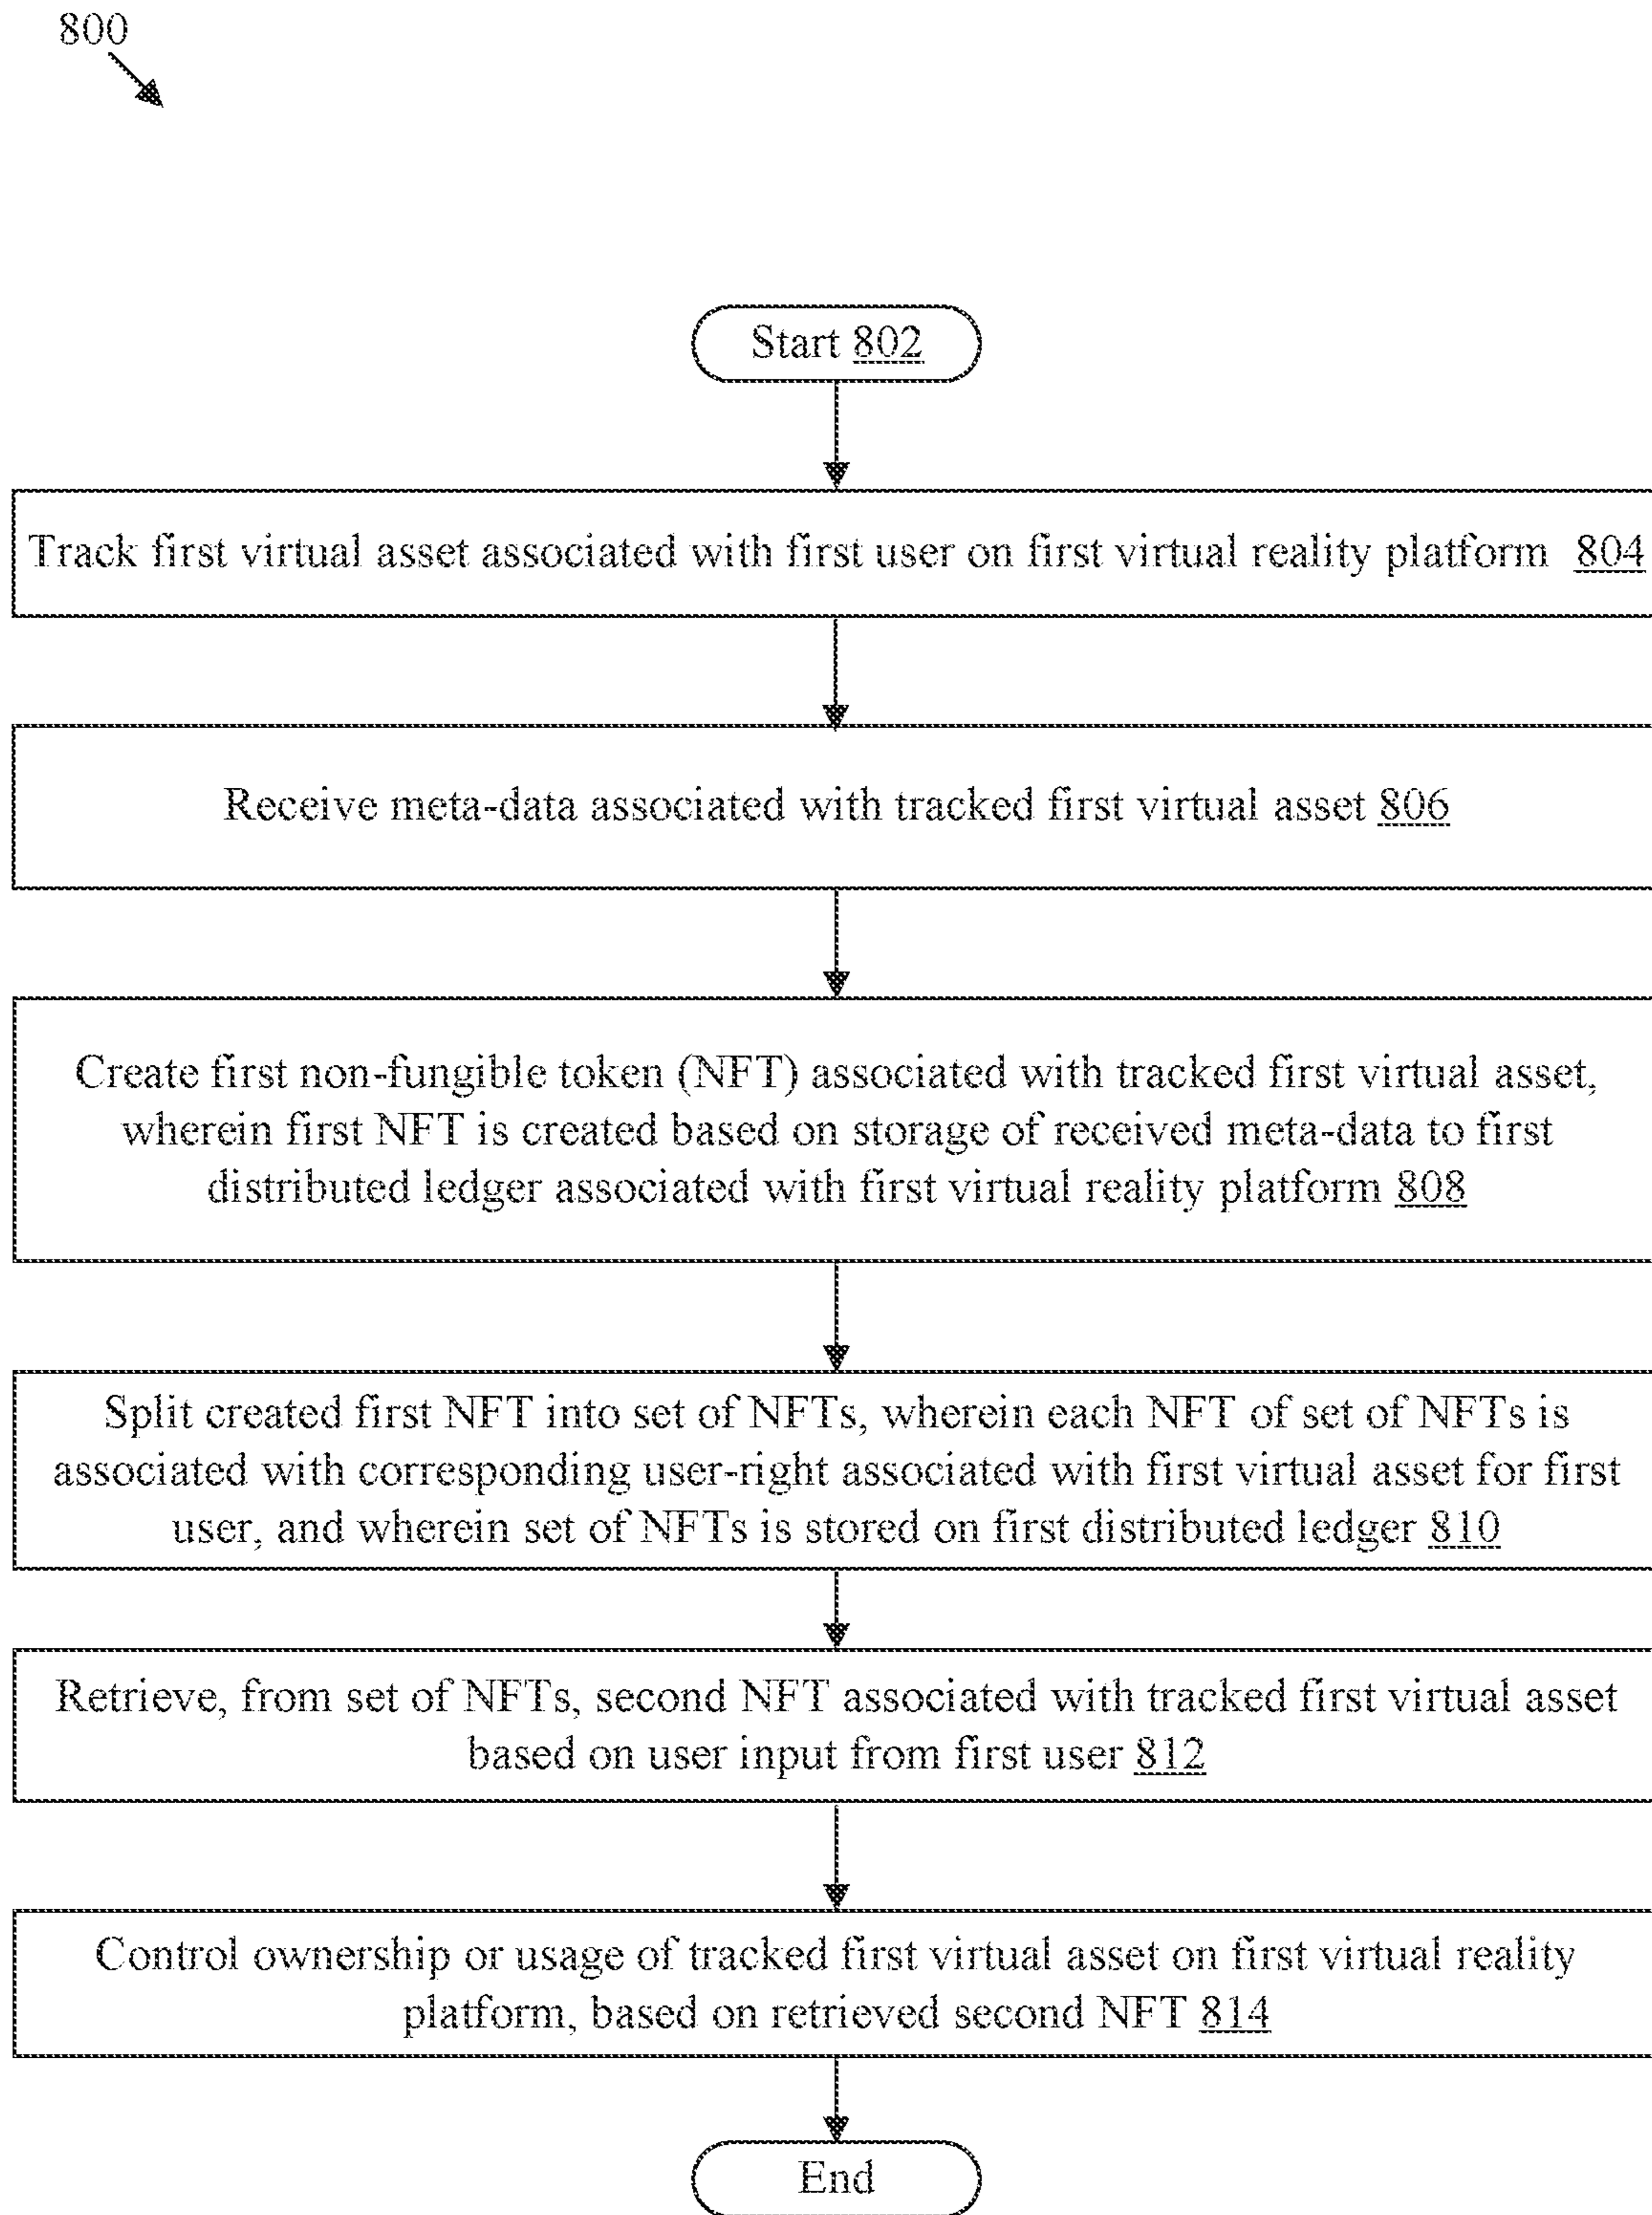 800
Start 802
Track first virtual asset associated with first user on first virtual reality platform 804
Receive meta-data associated with tracked first virtual asset 806
Create first non-fungible token (NFT) associated with tracked first virtual asset,
wherein first NFT is created based on storage of received meta-data to first
distributed ledger associated with first virtual reality platform 808
Split created first NFT into set of NFTs, wherein each NFT of set of NFTs is
associated with corresponding user-right associated with first virtual asset for first
user, and wherein set of NFTs is stored on first distributed ledger 810
Retrieve, from set of NFTs, second NFT associated with tracked first virtual asset
based on user input from first user 812
Control ownership or usage of tracked first virtual asset on first virtual reality
platform, based on retrieved second NFT 814
End